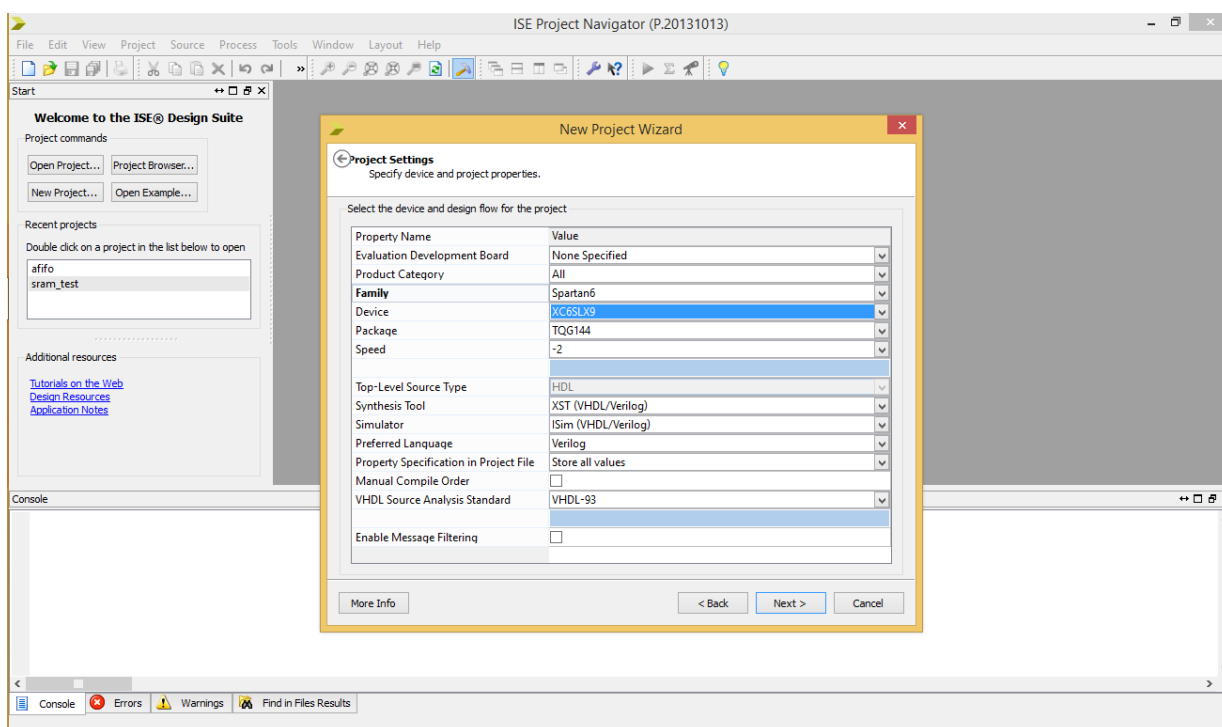 ISE Project Navigator (P.20131013)
File Edit View Project Source Process Tools Window Layout Help
Start
Welcome to the ISE® Design Suite
Project commands
Open Project... Project Browser...
New Project... Open Example...
Recent projects
Double click on a project in the list below to open
afifo
sram_test
Additional resources
Tutorials on the Web
Design Resources
Application Notes
New Project Wizard
Project Settings
Specify device and project properties.
Select the device and design flow for the project
Property Name Value
Evaluation Development Board None Specified
Product Category All
Family Spartan6
Device XC6SLX9
Package TQG144
Speed -2
Top-Level Source Type HDL
Synthesis Tool XST (VHDL/Verilog)
Simulator ISim (VHDL/Verilog)
Preferred Language Verilog
Property Specification in Project File Store all values
Manual Compile Order
VHDL Source Analysis Standard VHDL-93
Enable Message Filtering
More Info < Back Next > Cancel
Console
Console Errors Warnings Find in Files Results